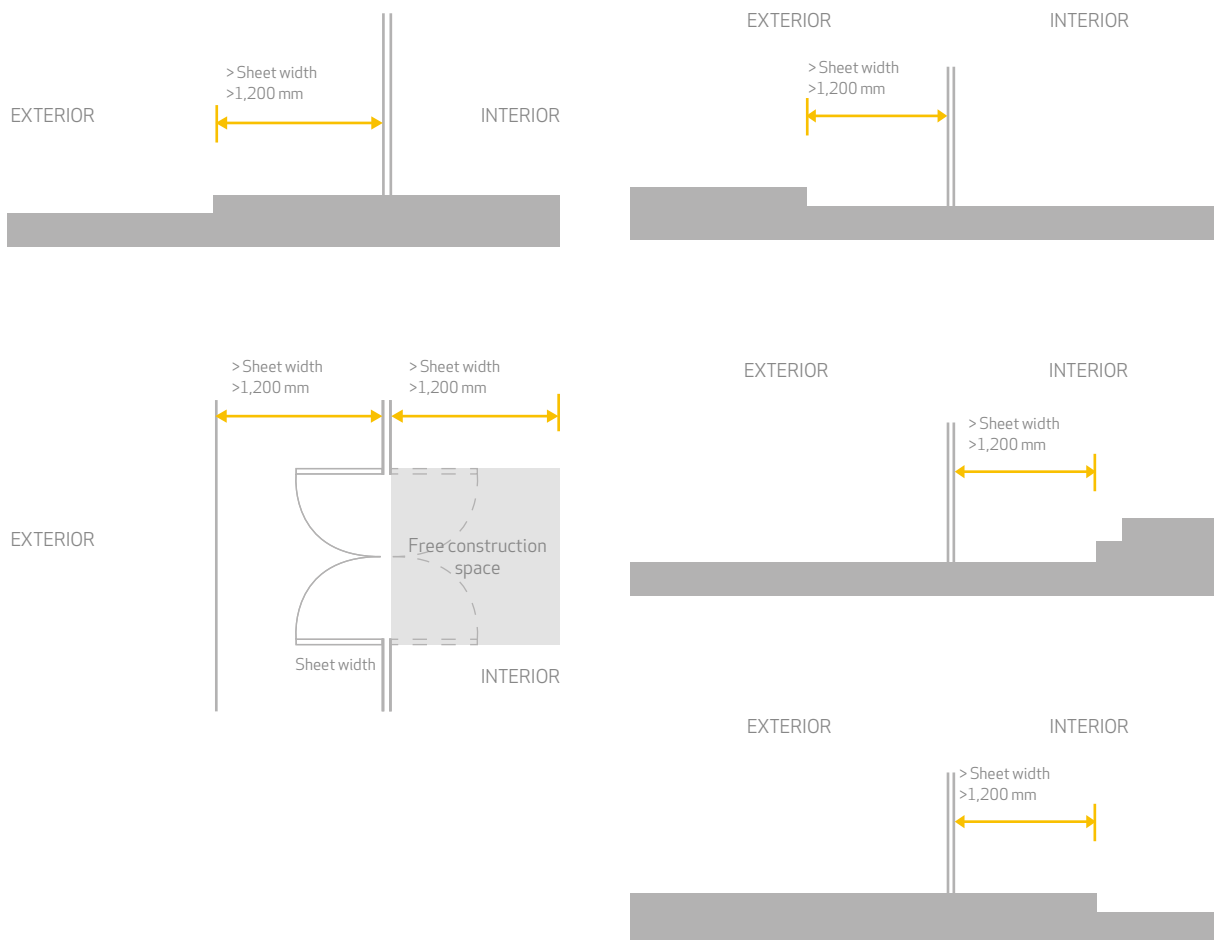 EXTERIOR
> Sheet width
>1,200 mm
INTERIOR
EXTERIOR
INTERIOR
> Sheet width
>1,200 mm
> Sheet width
>1,200 mm
> Sheet width
>1,200 mm
EXTERIOR
Free construction
space
Sheet width
INTERIOR
EXTERIOR
INTERIOR
> Sheet width
>1,200 mm
EXTERIOR
INTERIOR
> Sheet width
>1,200 mm